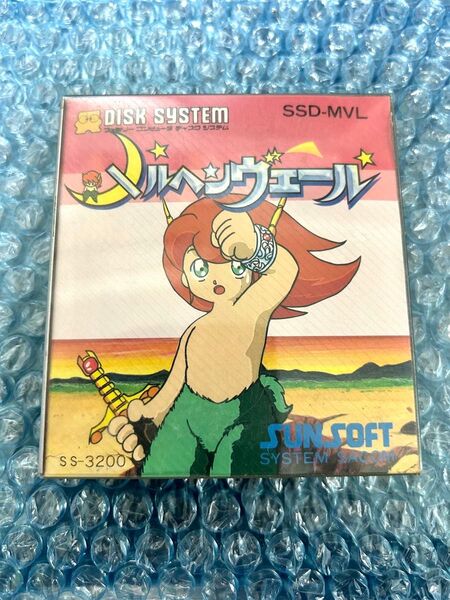 DISK SYSTEM
ファミリー コンピュータ ディスク システム
SSD-MVL
メルヘンヴェール
SUNSOFT
SYSTEM SACOM
SS-3200